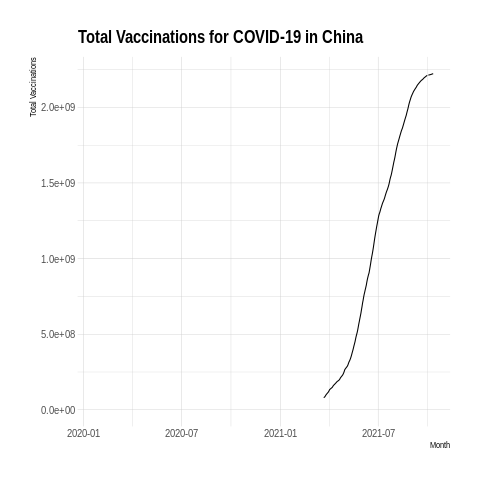 Total Vaccinations for COVID-19 in China
Total Vaccinations
2.0e+09
1.5e+09
1.0e+09
5.0e+08
0.0e+00
2020-01 2020-07 2021-01 2021-07
Month